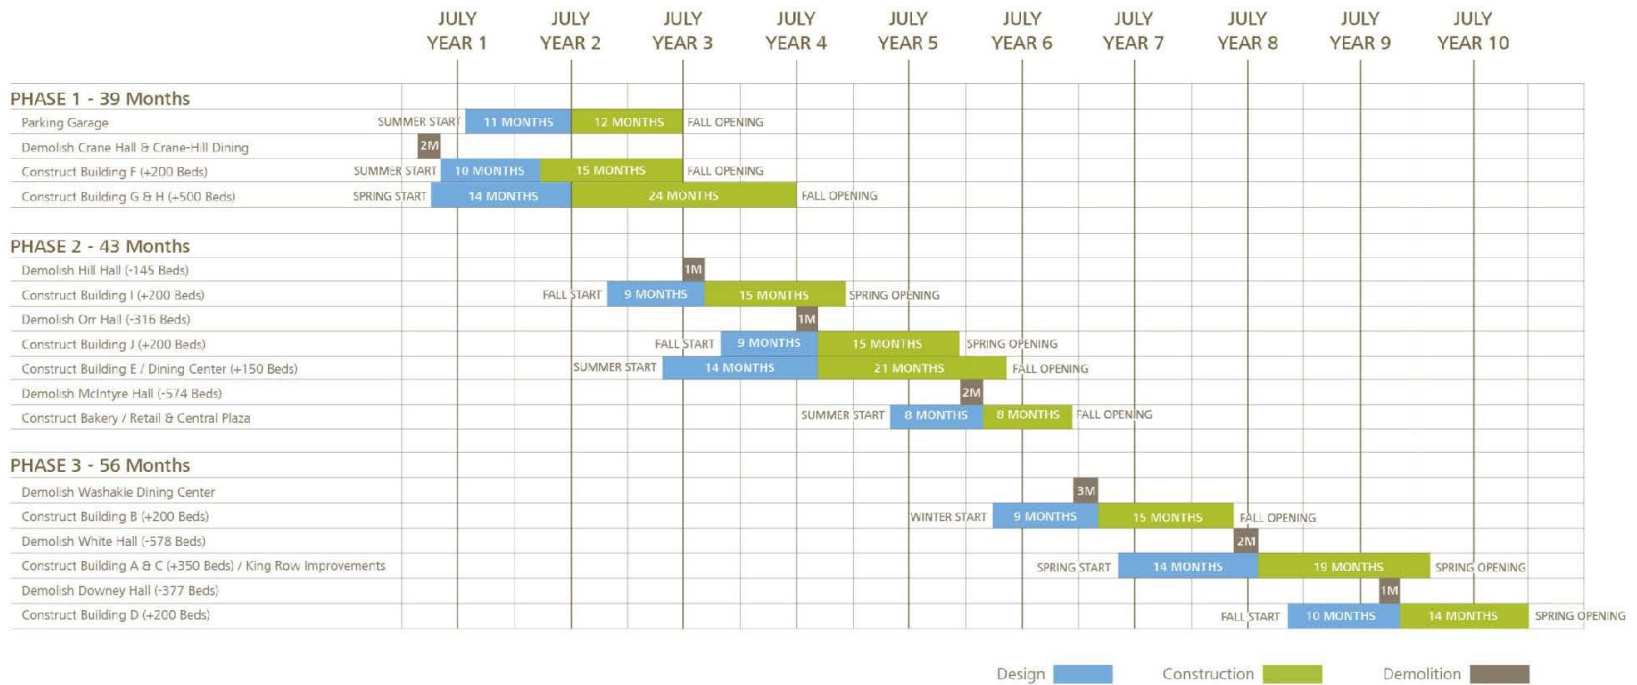 JULY JULY JULY JULY JULY JULY JULY JULY JULY JULY
YEAR 1 YEAR 2 YEAR 3 YEAR 4 YEAR 5 YEAR 6 YEAR 7 YEAR 8 YEAR 9 YEAR 10
PHASE 1 - 39 Months
Parking Garage SUMMER START 11 MONTHS 12 MONTHS FALL OPENING
Demolish Crane Hall & Crane-Hill Dining 2M
Construct Building F (+200 Beds) SUMMER START 10 MONTHS 15 MONTHS FALL OPENING
Construct Building G & H (+500 Beds) SPRING START 14 MONTHS 24 MONTHS FALL OPENING
PHASE 2 - 43 Months
Demolish Hill Hall (-145 Beds) 1M
Construct Building I (+200 Beds) FALL START 9 MONTHS 15 MONTHS SPRING OPENING
Demolish Orr Hall (-316 Beds) 1M
Construct Building J (+200 Beds) FALL START 9 MONTHS 15 MONTHS SPRING OPENING
Construct Building E / Dining Center (+150 Beds) SUMMER START 14 MONTHS 21 MONTHS FALL OPENING
Demolish McIntyre Hall (-574 Beds) 2M
Construct Bakery / Retail & Central Plaza SUMMER START 8 MONTHS 8 MONTHS FALL OPENING
PHASE 3 - 56 Months
Demolish Washakie Dining Center 3M
Construct Building B (+200 Beds) WINTER START 9 MONTHS 15 MONTHS FALL OPENING
Demolish White Hall (-578 Beds) 2M
Construct Building A & C (+350 Beds) / King Row Improvements SPRING START 14 MONTHS 19 MONTHS SPRING OPENING
Demolish Downey Hall (-377 Beds) 1M
Construct Building D (+200 Beds) FALL START 10 MONTHS 14 MONTHS SPRING OPENING
Design Construction Demolition